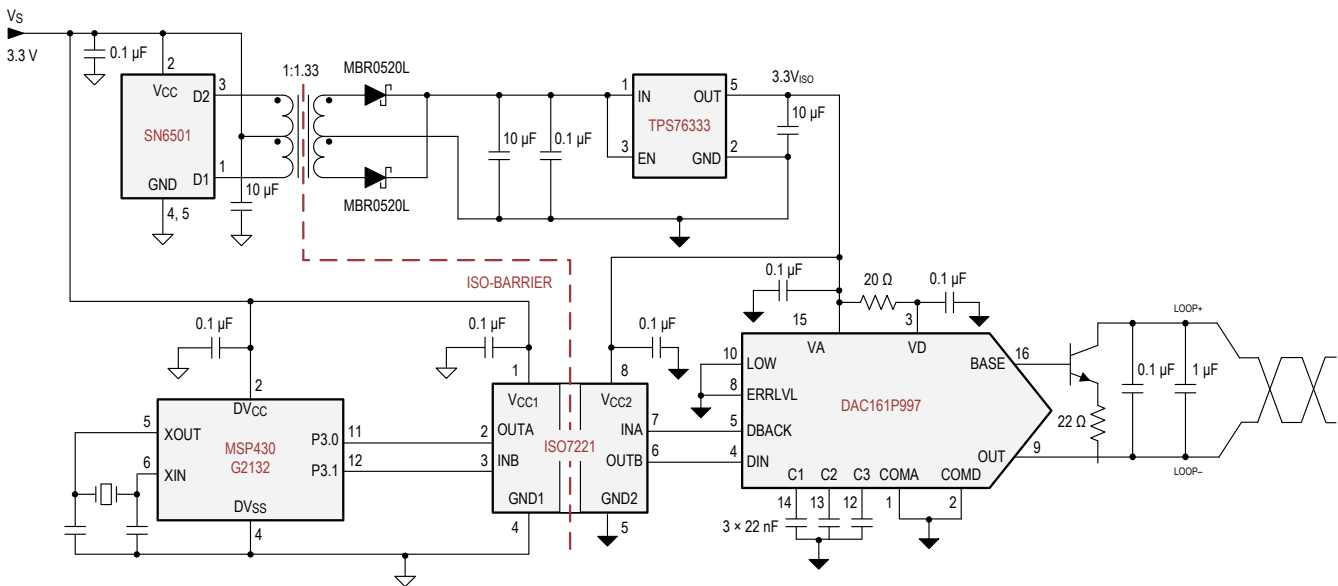 VS
3.3 V
0.1 µF
2
VCC
D2
3
SN6501
D1
1
GND
4, 5
10 µF
1:1.33
MBR0520L
MBR0520L
10 µF
0.1 µF
1
IN
OUT
5
TPS76333
3
EN
GND
2
3.3VISO
10 µF
ISO-BARRIER
0.1 µF
2
DVCC
5
XOUT
6
XIN
MSP430
G2132
P3.0
11
P3.1
12
DVSS
4
0.1 µF
1
VCC1
OUTA
2
INB
3
GND1
4
ISO7221
0.1 µF
8
VCC2
INA
7
OUTB
6
GND2
5
0.1 µF
20 Ω
0.1 µF
15
3
VA
VD
10
LOW
8
ERRLVL
5
DBACK
4
DIN
DAC161P997
BASE
16
OUT
9
C1
C2
C3
COMA
COMD
14
13
12
1
2
3 × 22 nF
22 Ω
0.1 µF
1 µF
LOOP+
LOOP–